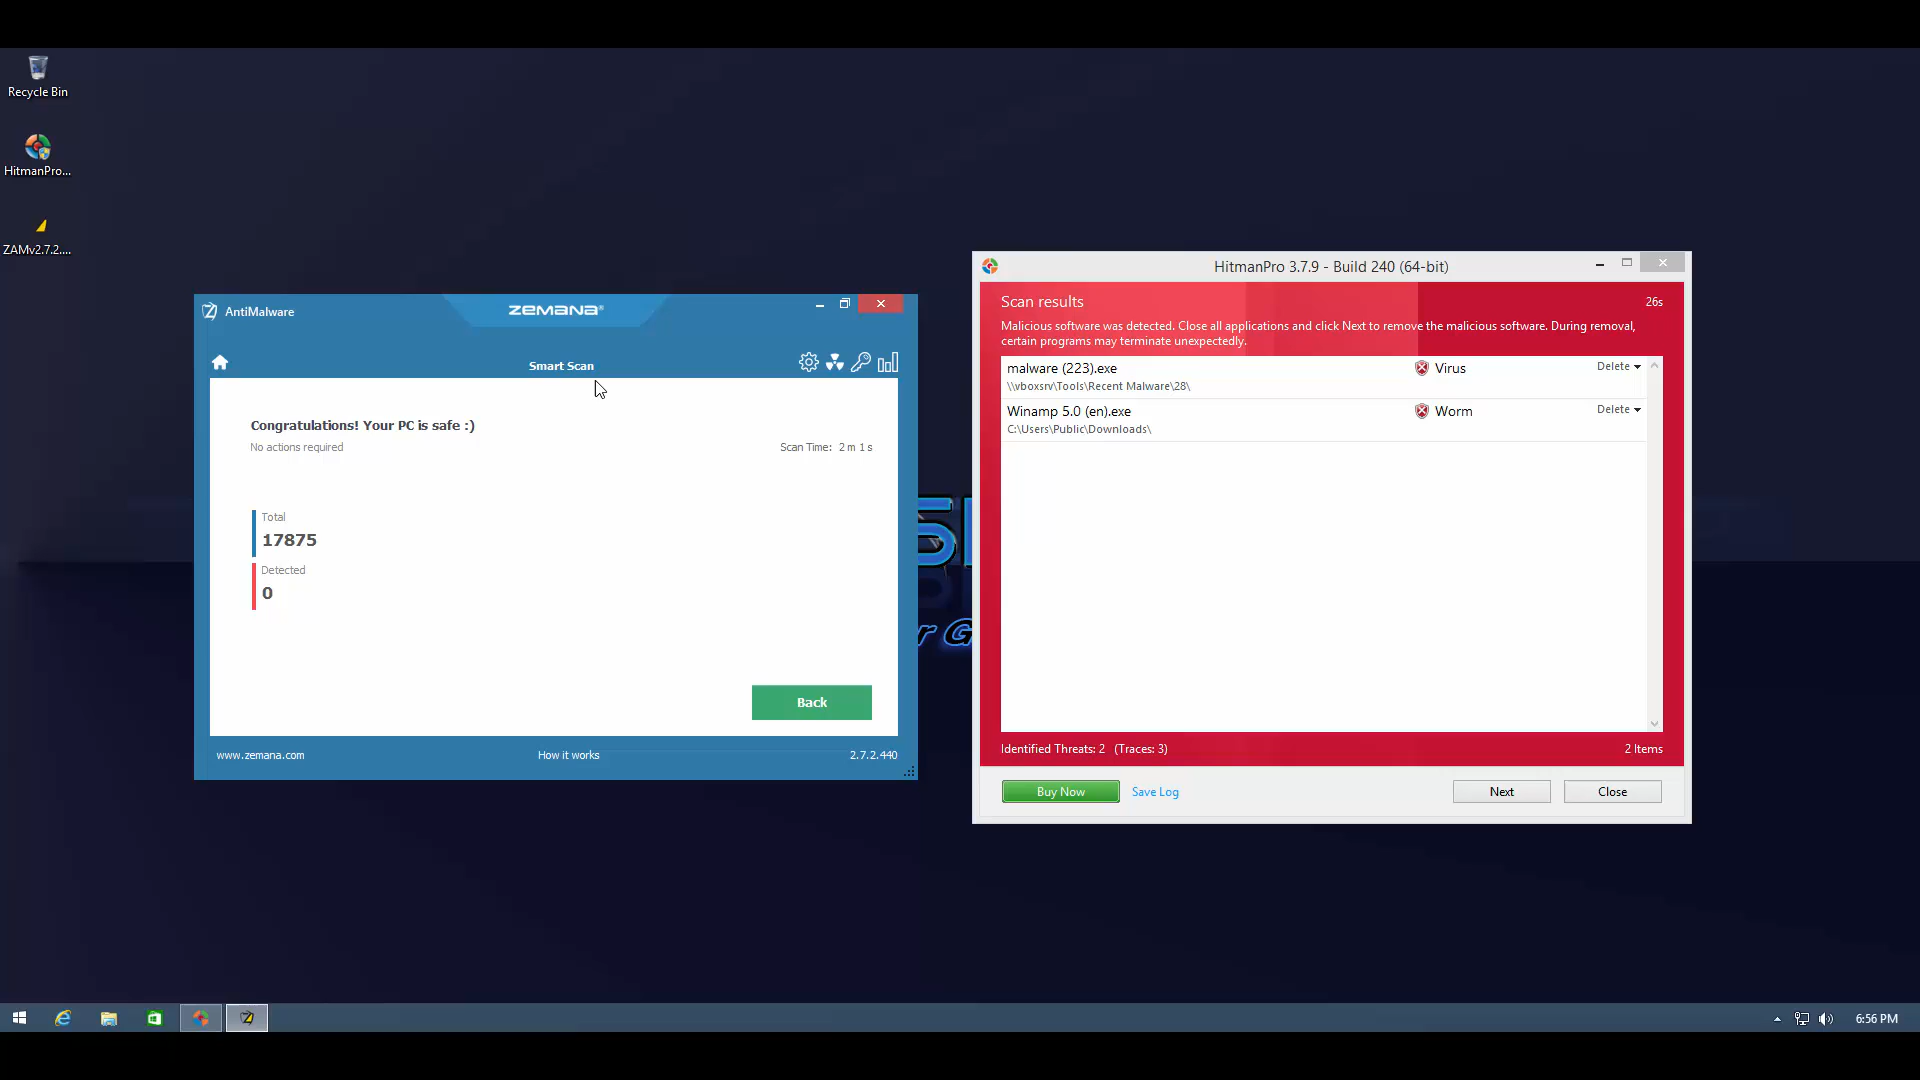 Recycle Bin
HitmanPro...
ZAMv2.7.2....
AntiMalware
ZEMANA®
Smart Scan
Congratulations! Your PC is safe :)
No actions required
Scan Time: 2 m 1 s
Total
17875
Detected
0
Back
www.zemana.com
How it works
2.7.2.440
HitmanPro 3.7.9 - Build 240 (64-bit)
Scan results
26s
Malicious software was detected. Close all applications and click Next to remove the malicious software. During removal,
certain programs may terminate unexpectedly.
malware (223).exe
Virus
Delete
\\vboxsrv\Tools\Recent Malware\28\
Winamp 5.0 (en).exe
Worm
Delete
C:\Users\Public\Downloads\
Identified Threats: 2 (Traces: 3)
2 Items
Buy Now
Save Log
Next
Close
6:56 PM